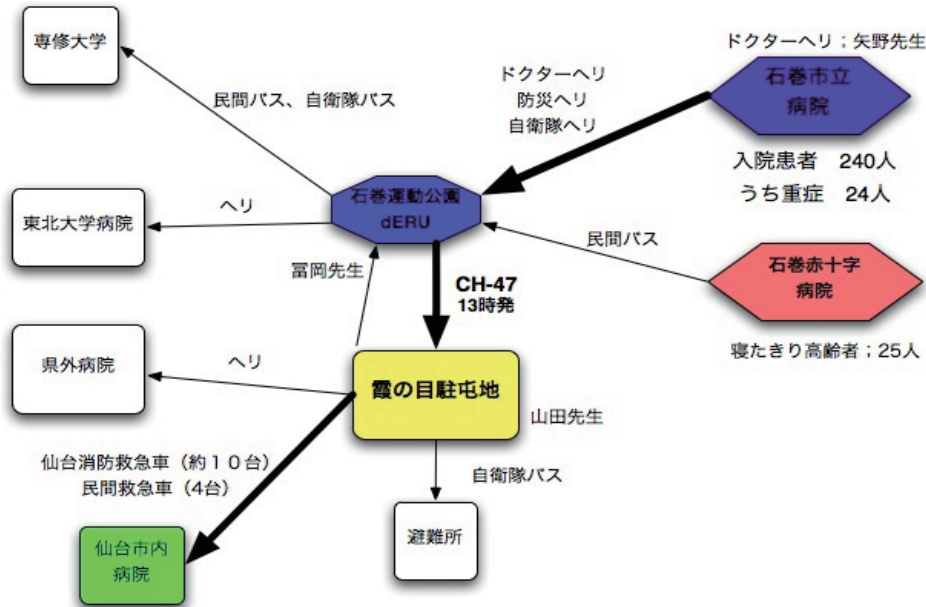 専修大学
ドクターヘリ；矢野先生
石巻市立
病院
ドクターヘリ
防災ヘリ
自衛隊ヘリ
民間バス、自衛隊バス
入院患者　240人
うち重症　24人
石巻運動公園
dERU
ヘリ
東北大学病院
民間バス
冨岡先生
石巻赤十字
病院
CH-47
13時発
寝たきり高齢者；25人
県外病院
ヘリ
霞の目駐屯地
山田先生
仙台消防救急車（約１０台）
民間救急車（4台）
自衛隊バス
仙台市内
病院
避難所